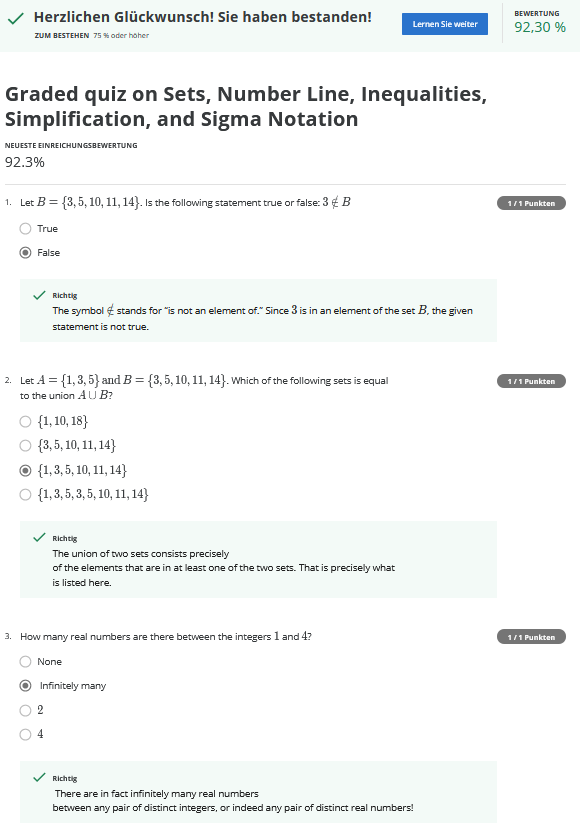 Herzlichen Glückwunsch! Sie haben bestanden!
ZUM BESTEHEN 75 % oder höher
Lernen Sie weiter
BEWERTUNG
92,30 %
Graded quiz on Sets, Number Line, Inequalities,
Simplification, and Sigma Notation
NEUESTE EINREICHUNGSBEWERTUNG
92.3%
1. Let B = {3, 5, 10, 11, 14}. Is the following statement true or false: 3 ∉ B
1 / 1 Punkten
True
False
Richtig
The symbol ∉ stands for “is not an element of.” Since 3 is in an element of the set B, the given
statement is not true.
2. Let A = {1, 3, 5} and B = {3, 5, 10, 11, 14}. Which of the following sets is equal
to the union A ∪ B?
1 / 1 Punkten
{1, 10, 18}
{3, 5, 10, 11, 14}
{1, 3, 5, 10, 11, 14}
{1, 3, 5, 3, 5, 10, 11, 14}
Richtig
The union of two sets consists precisely
of the elements that are in at least one of the two sets. That is precisely what
is listed here.
3. How many real numbers are there between the integers 1 and 4?
1 / 1 Punkten
None
Infinitely many
2
4
Richtig
There are in fact infinitely many real numbers
between any pair of distinct integers, or indeed any pair of distinct real numbers!